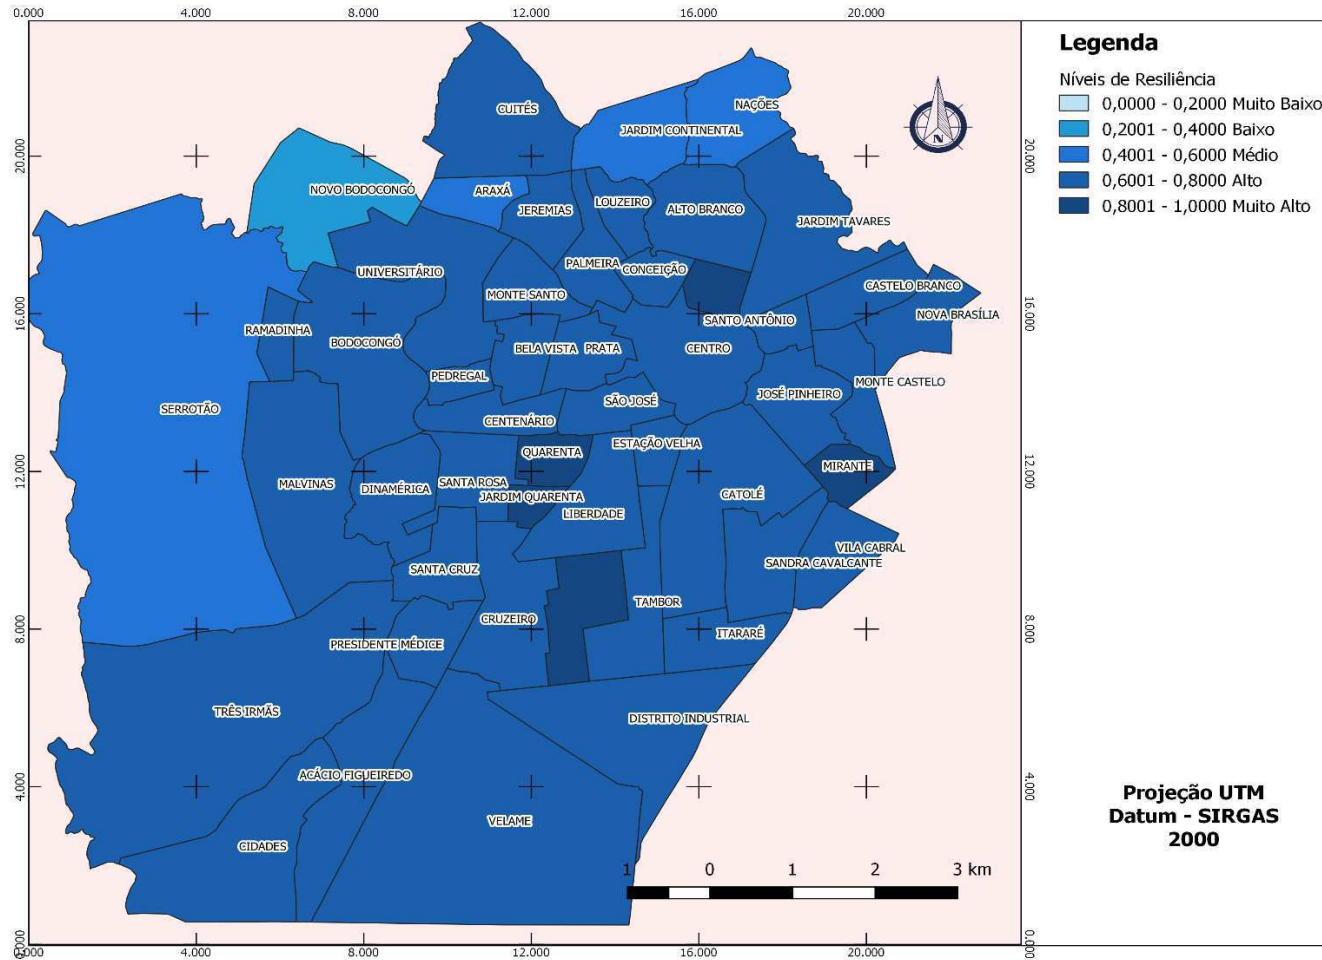 0.000 4.000 8.000 12.000 16.000 20.000
Legenda
Níveis de Resiliência
0,0000 - 0,2000 Muito Baixo
0,2001 - 0,4000 Baixo
0,4001 - 0,6000 Médio
0,6001 - 0,8000 Alto
0,8001 - 1,0000 Muito Alto
N
CUITÉS
NAÇÕES
JARDIM CONTINENTAL
20.000
20.000
NOVO BODOCONGÓ
ARAXÁ
LOUZEIRO
JEREMIAS
ALTO BRANCO
JARDIM TAVARES
PALMEIRA
CONCEIÇÃO
UNIVERSITÁRIO
CASTELO BRANCO
MONTE SANTO
16.000
16.000
NOVA BRASÍLIA
SANTO ANTÔNIO
RAMADINHA
BODOCONGÓ
BELA VISTA
PRATA
CENTRO
PEDREGAL
MONTE CASTELO
JOSÉ PINHEIRO
SÃO JOSÉ
SERROTÃO
CENTENÁRIO
ESTAÇÃO VELHA
QUARENTA
MIRANTE
12.000
12.000
MALVINAS
DINAMÉRICA
SANTA ROSA
JARDIM QUARENTA
CATOLÉ
LIBERDADE
VILA CABRAL
SANDRA CAVALCANTE
SANTA CRUZ
TAMBOR
CRUZEIRO
8.000
8.000
ITARARÉ
PRESIDENTE MÉDICE
TRÊS IRMÃS
DISTRITO INDUSTRIAL
ACÁCIO FIGUEIREDO
4.000
4.000
VELAME
CIDADES
Projeção UTM
Datum - SIRGAS
2000
1 0 1 2 3 km
0.000
0.000
0.000 4.000 8.000 12.000 16.000 20.000